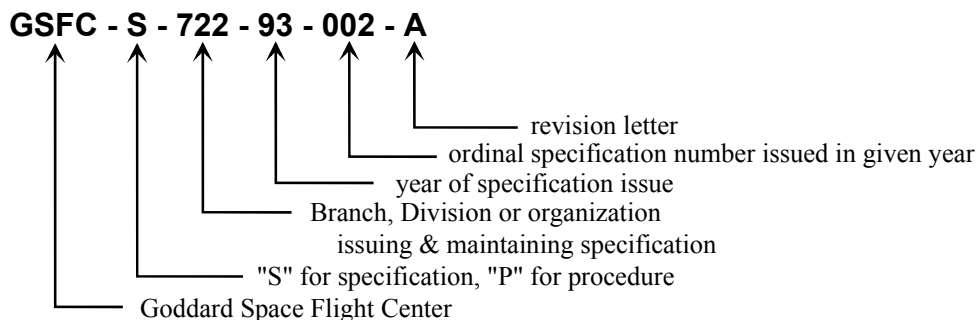 GSFC - S - 722 - 93 - 002 - A
revision letter
ordinal specification number issued in given year
year of specification issue
Branch, Division or organization
issuing & maintaining specification
"S" for specification, "P" for procedure
Goddard Space Flight Center